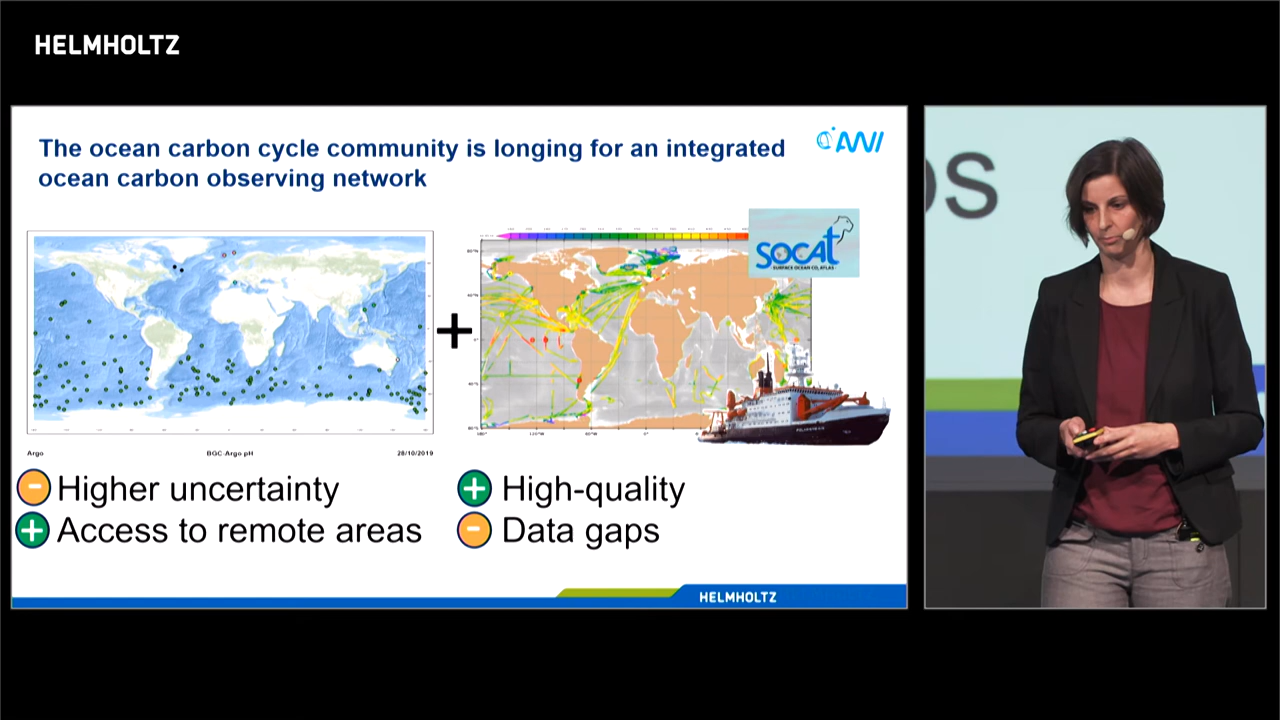 HELMHOLTZ
The ocean carbon cycle community is longing for an integrated
ocean carbon observing network
AWI
SOCAT
SURFACE OCEAN CO₂ ATLAS
+
Argo
BGC-Argo pH
28/10/2019
- Higher uncertainty
+ Access to remote areas
+ High-quality
- Data gaps
POLARSTERN
HELMHOLTZ
OS